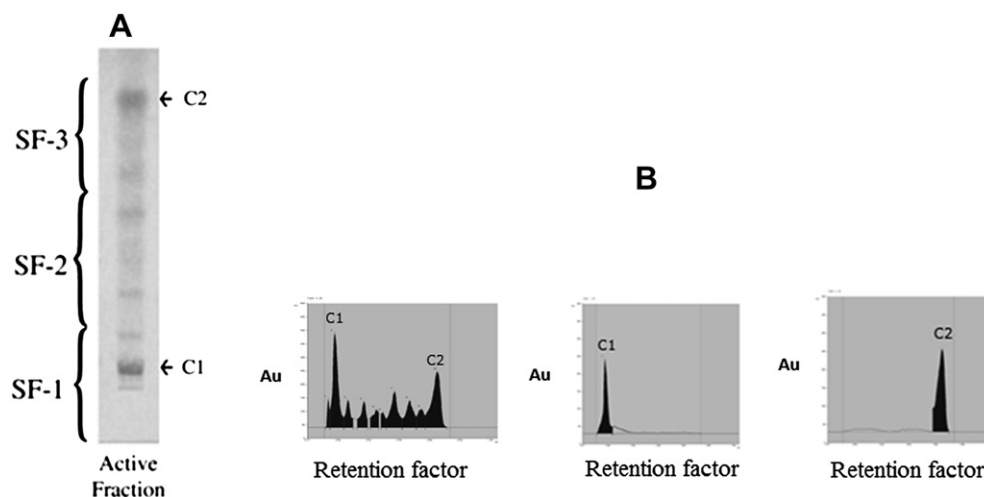 A
C2
SF-3
SF-2
SF-1
C1
Active
Fraction
B
C1
C2
Au
Retention factor
C1
Au
Retention factor
C2
Au
Retention factor